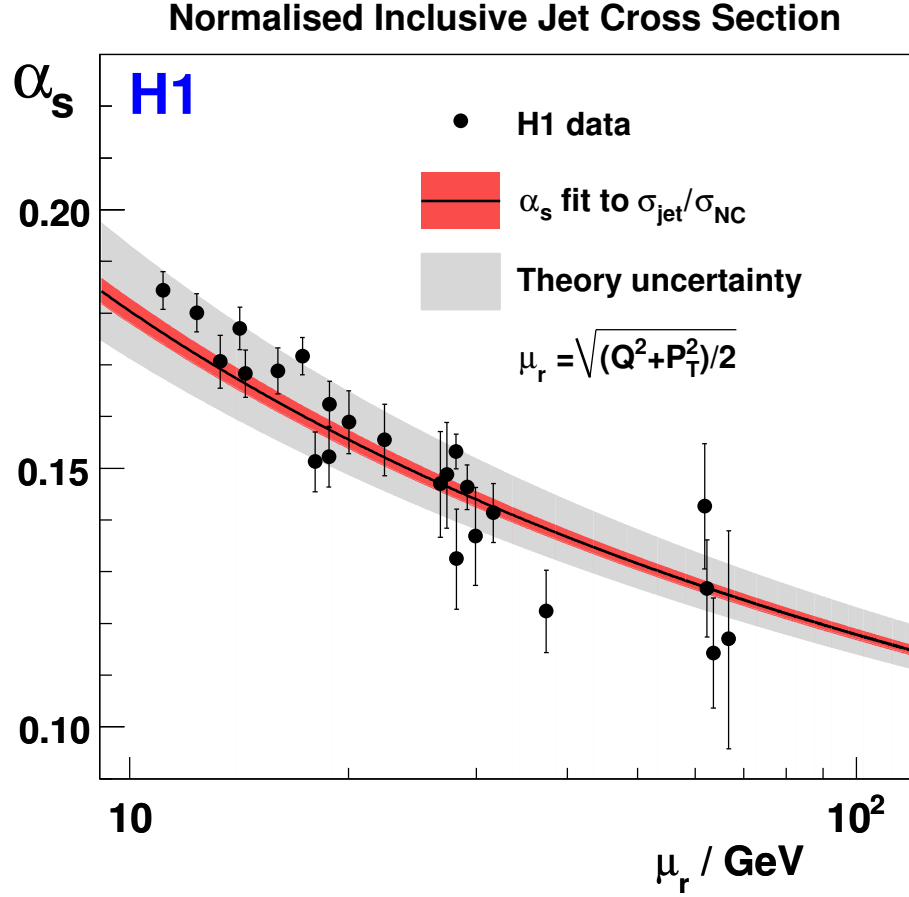 Normalised Inclusive Jet Cross Section
αs
H1
H1 data
αs fit to σjet/σNC
Theory uncertainty
μr =√(Q²+P²T)/2
0.20
0.15
0.10
10
10²
μr / GeV